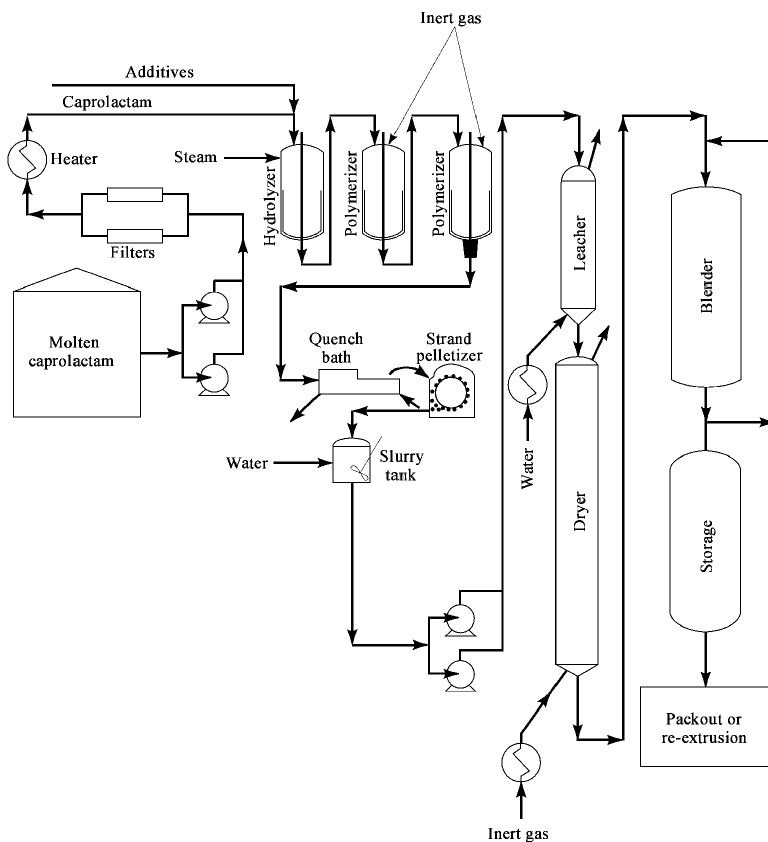 Inert gas
Additives
Caprolactam
Heater
Steam
Hydrolyzer
Polymerizer
Polymerizer
Leacher
Blender
Filters
Molten
caprolactam
Quench
bath
Strand
pelletizer
Water
Slurry
tank
Water
Dryer
Storage
Packout or
re-extrusion
Inert gas